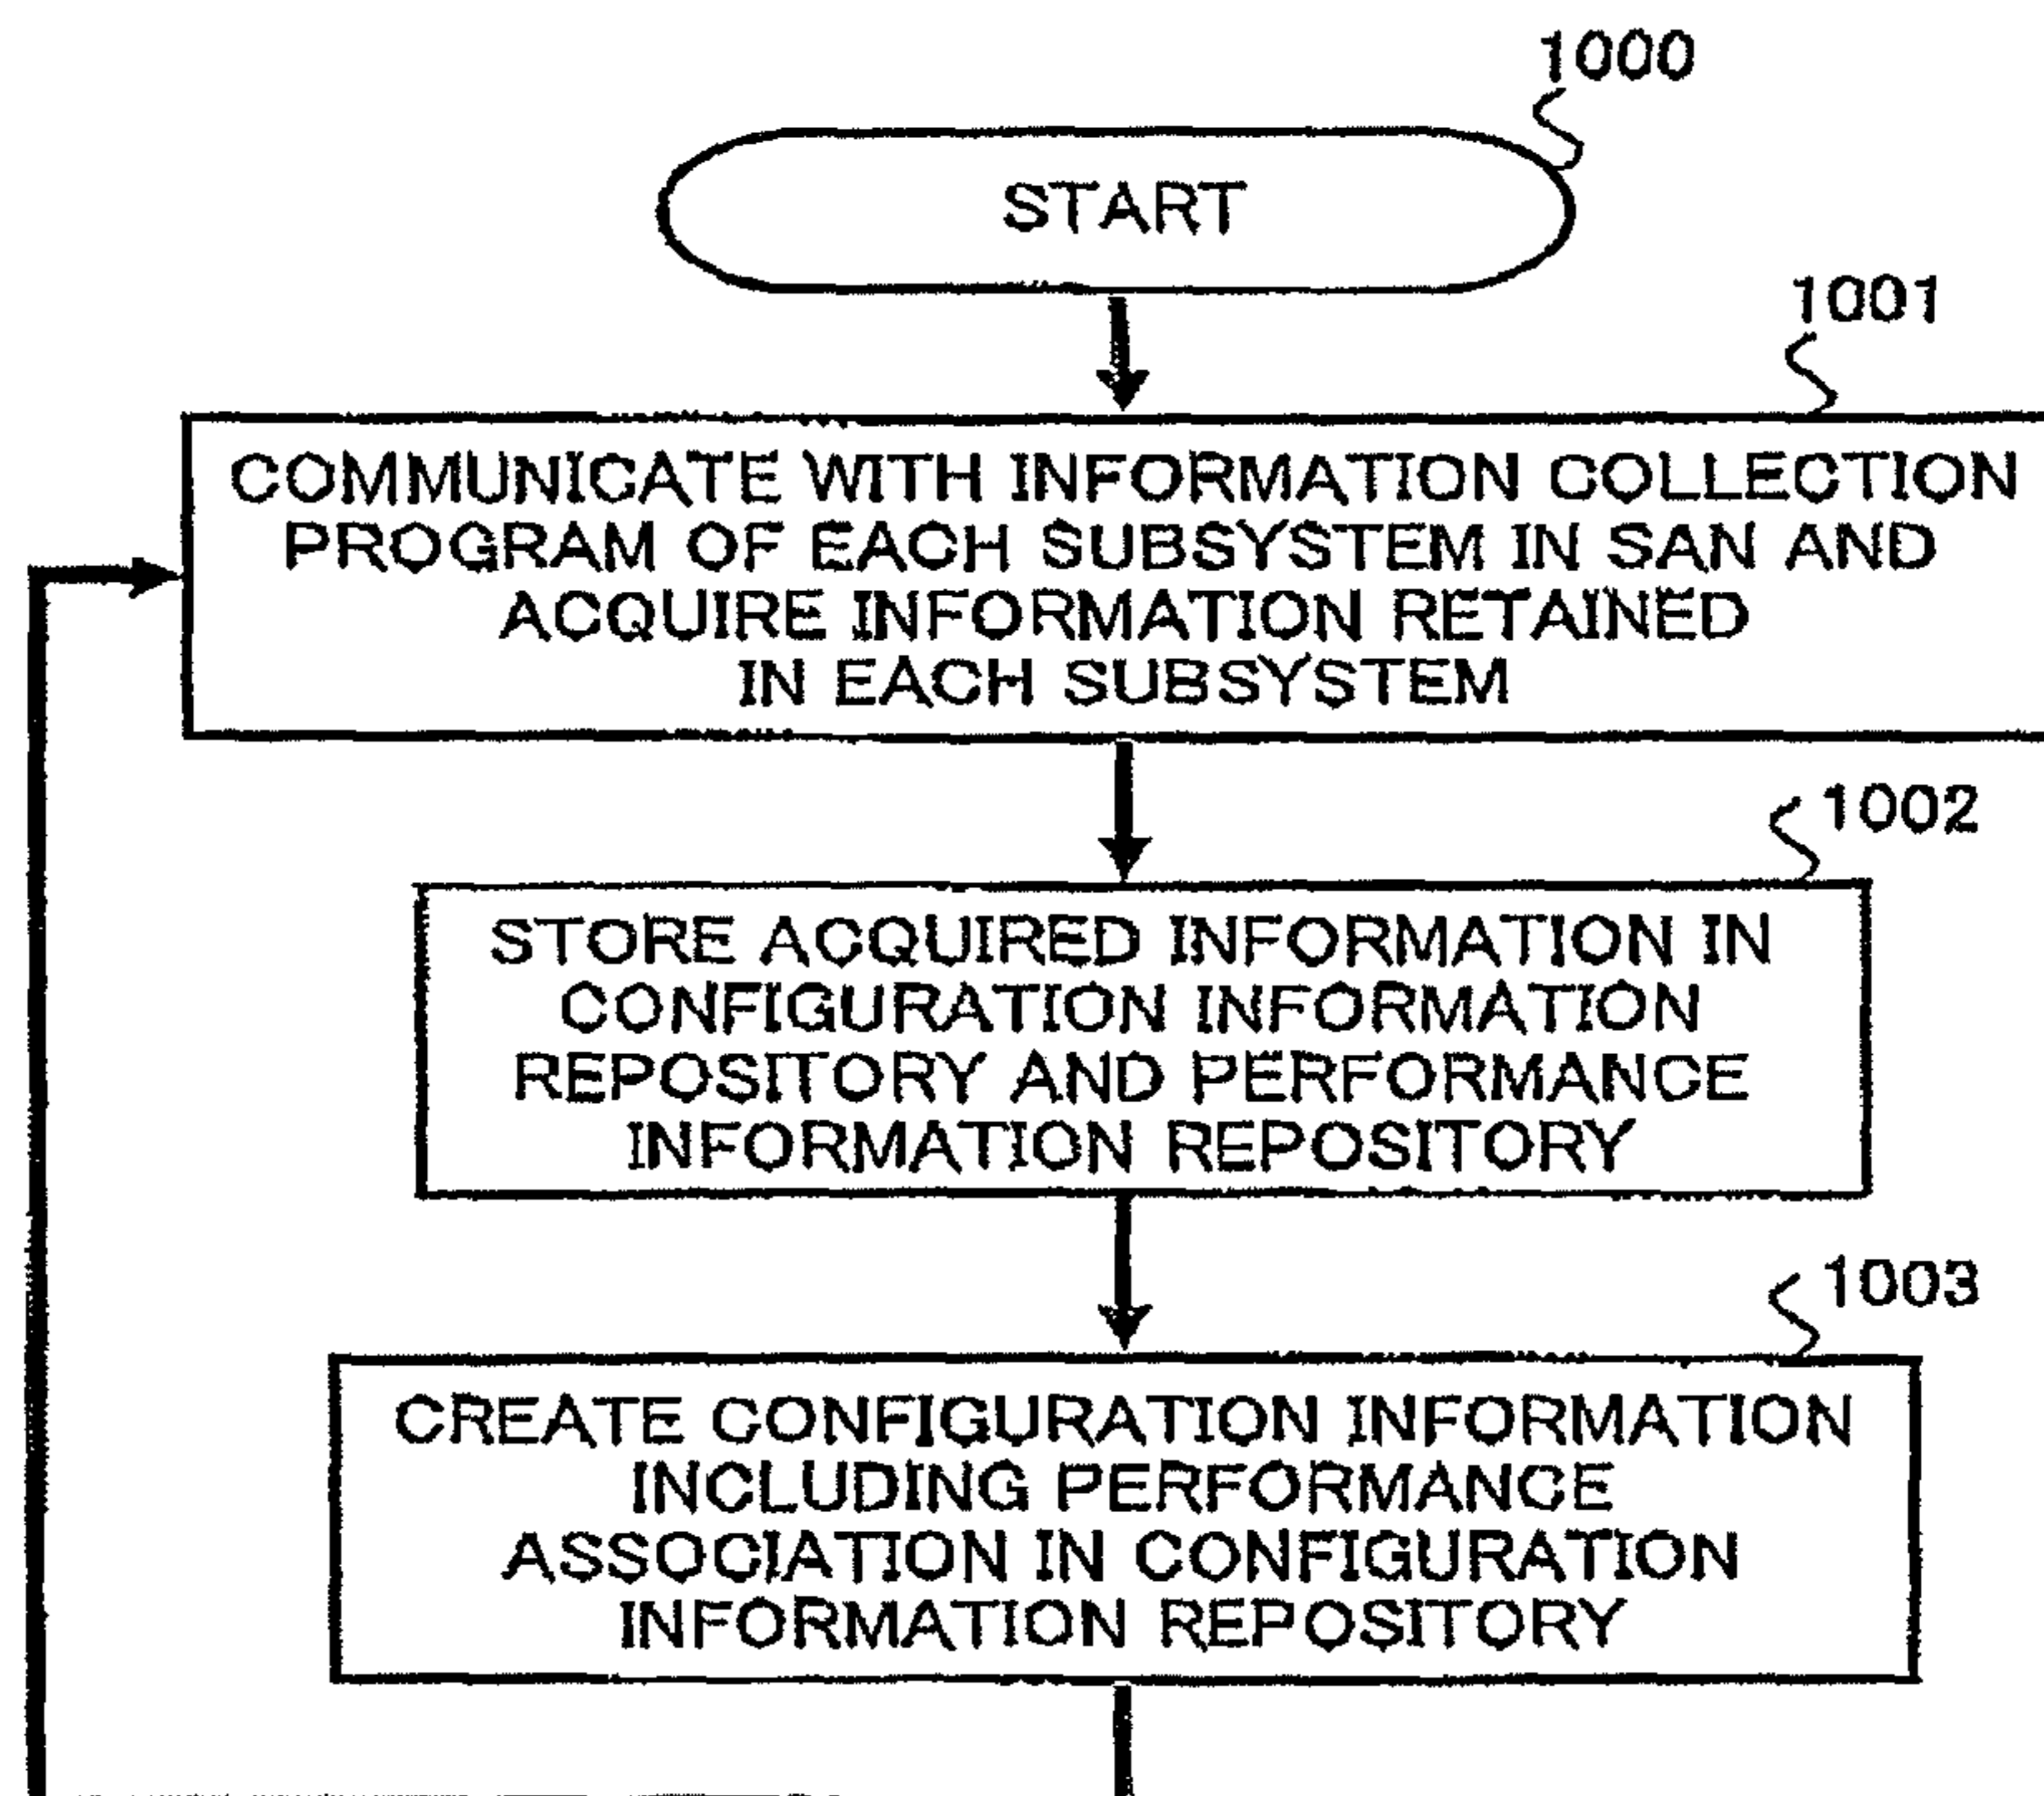 1000
START
1001
COMMUNICATE WITH INFORMATION COLLECTION
PROGRAM OF EACH SUBSYSTEM IN SAN AND
ACQUIRE INFORMATION RETAINED
IN EACH SUBSYSTEM
1002
STORE ACQUIRED INFORMATION IN
CONFIGURATION INFORMATION
REPOSITORY AND PERFORMANCE
INFORMATION REPOSITORY
1003
CREATE CONFIGURATION INFORMATION
INCLUDING PERFORMANCE
ASSOCIATION IN CONFIGURATION
INFORMATION REPOSITORY